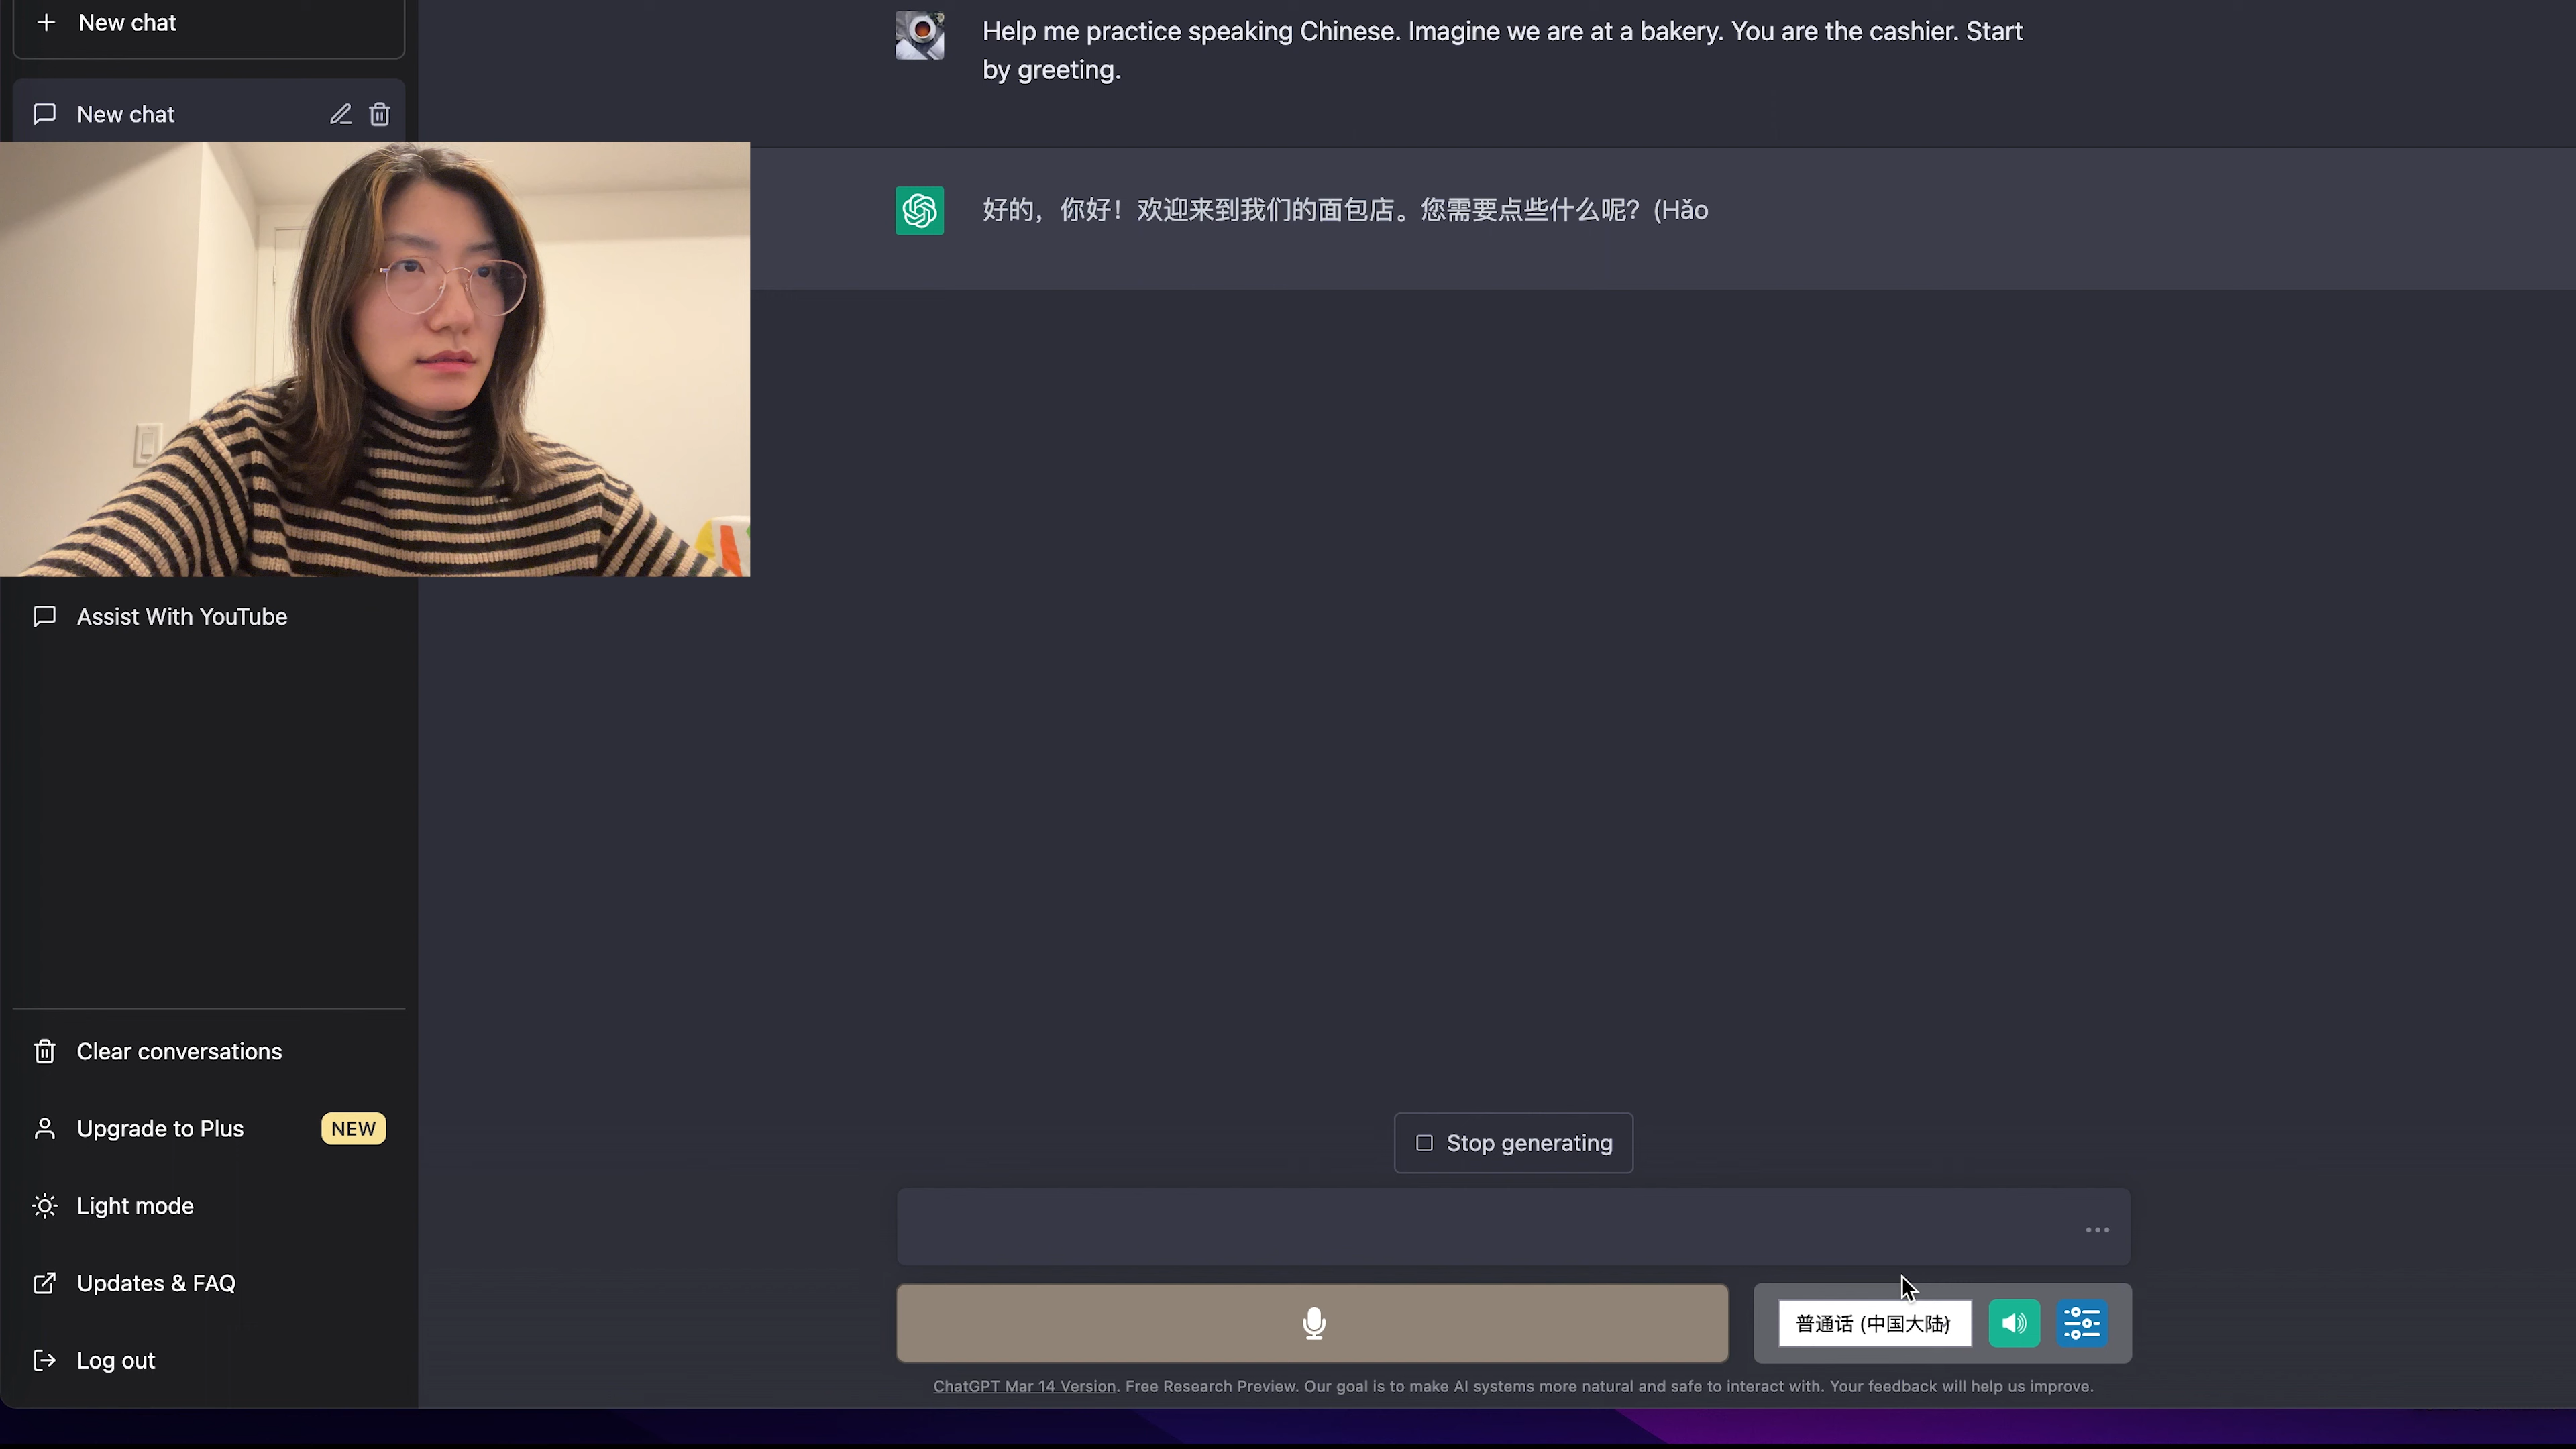 New chat
New chat
Help me practice speaking Chinese. Imagine we are at a bakery. You are the cashier. Start
by greeting.
好的，你好！欢迎来到我们的面包店。您需要点些什么呢？(Hǎo
Assist With YouTube
Clear conversations
Upgrade to Plus
NEW
Light mode
Updates & FAQ
Log out
Stop generating
普通话 (中国大陆)
ChatGPT Mar 14 Version. Free Research Preview. Our goal is to make AI systems more natural and safe to interact with. Your feedback will help us improve.